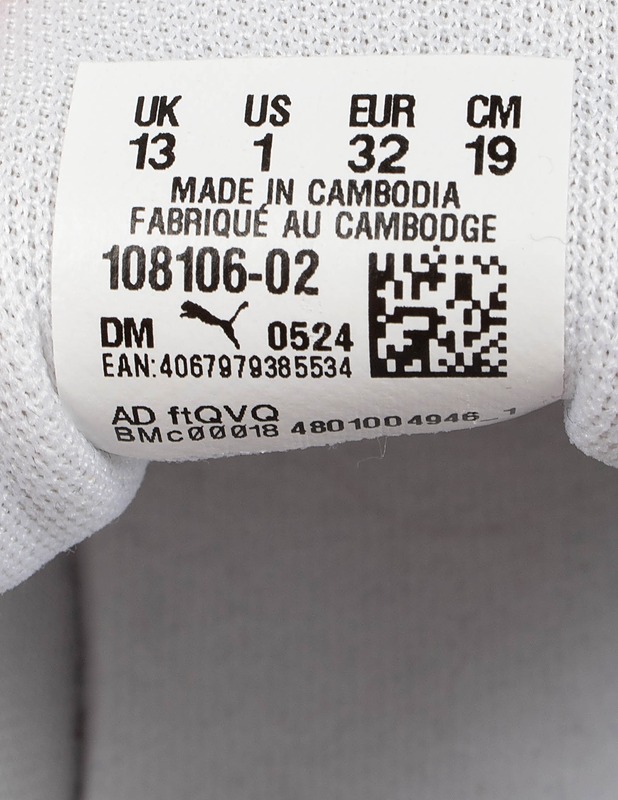 UK US EUR CM
13 1 32 19
MADE IN CAMBODIA
FABRIQUÉ AU CAMBODGE
108106-02
DM 0524
EAN:4067979385534
AD ftQVQ
BMc00018 4801004946_1